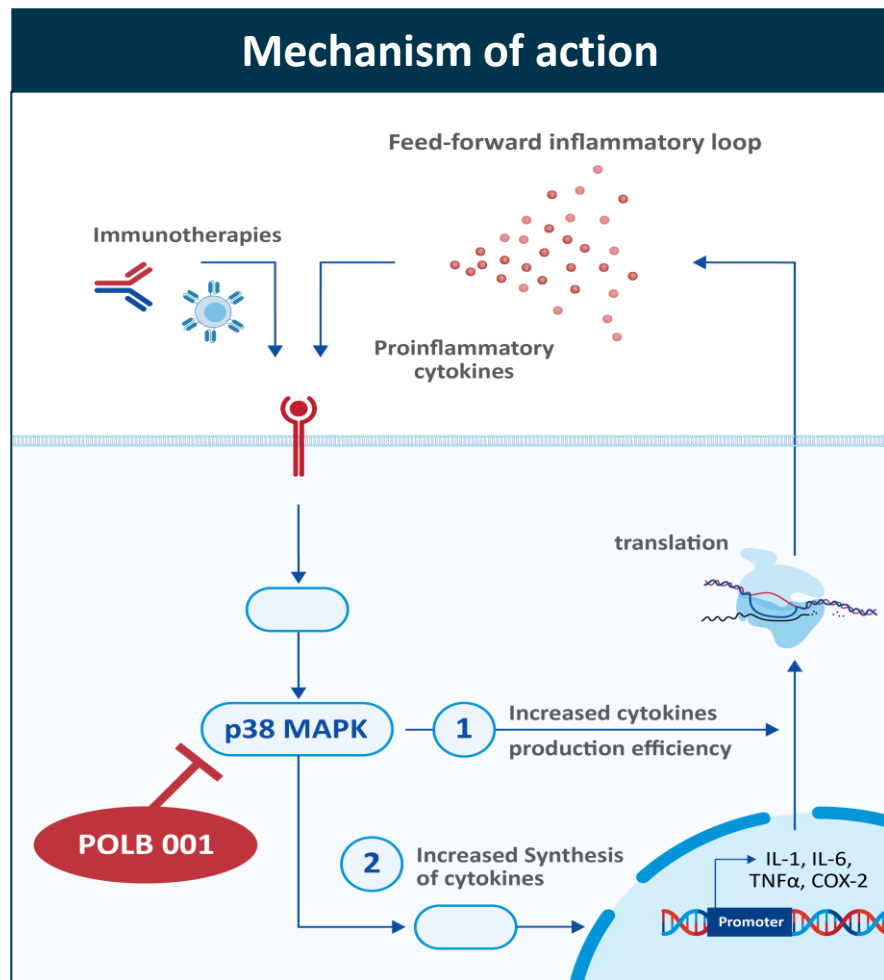 Mechanism of action
Feed-forward inflammatory loop
Immunotherapies
Proinflammatory
cytokines
translation
p38 MAPK
1
Increased cytokines
production efficiency
POLB 001
2
Increased Synthesis
of cytokines
IL-1, IL-6,
TNFα, COX-2
Promoter